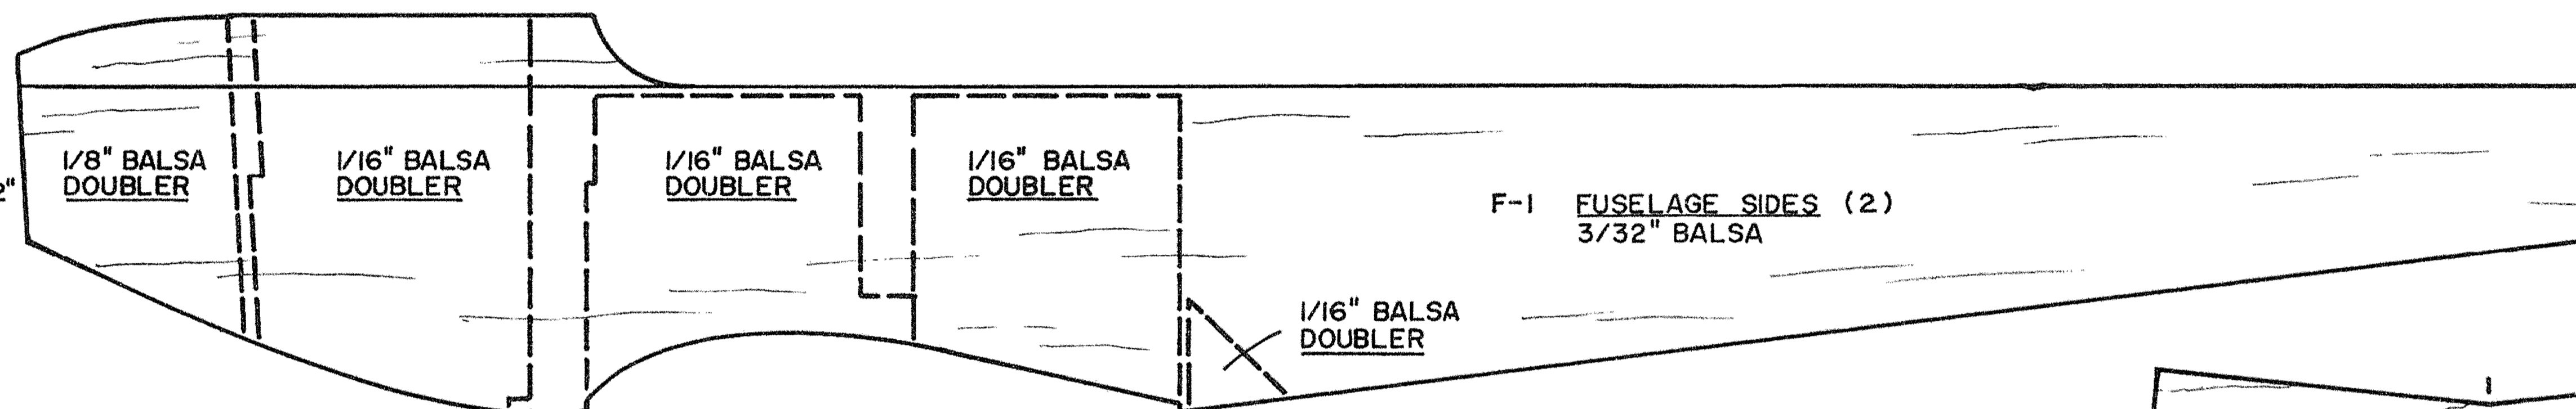 1/8" BALSA
DOUBLER
1/16" BALSA
DOUBLER
1/16" BALSA
DOUBLER
1/16" BALSA
DOUBLER
F-1 FUSELAGE SIDES (2)
3/32" BALSA
1/16" BALSA
DOUBLER